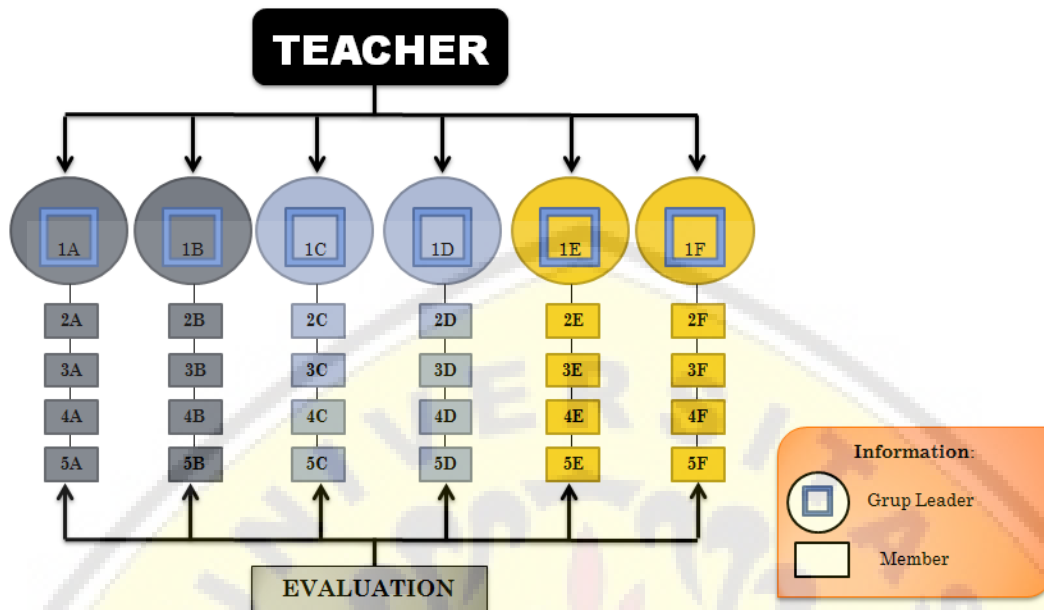 TEACHER
1A 1B 1C 1D 1E 1F
2A 2B 2C 2D 2E 2F
3A 3B 3C 3D 3E 3F
4A 4B 4C 4D 4E 4F
5A 5B 5C 5D 5E 5F
EVALUATION
Information:
Grup Leader
Member
UNIVERSITA